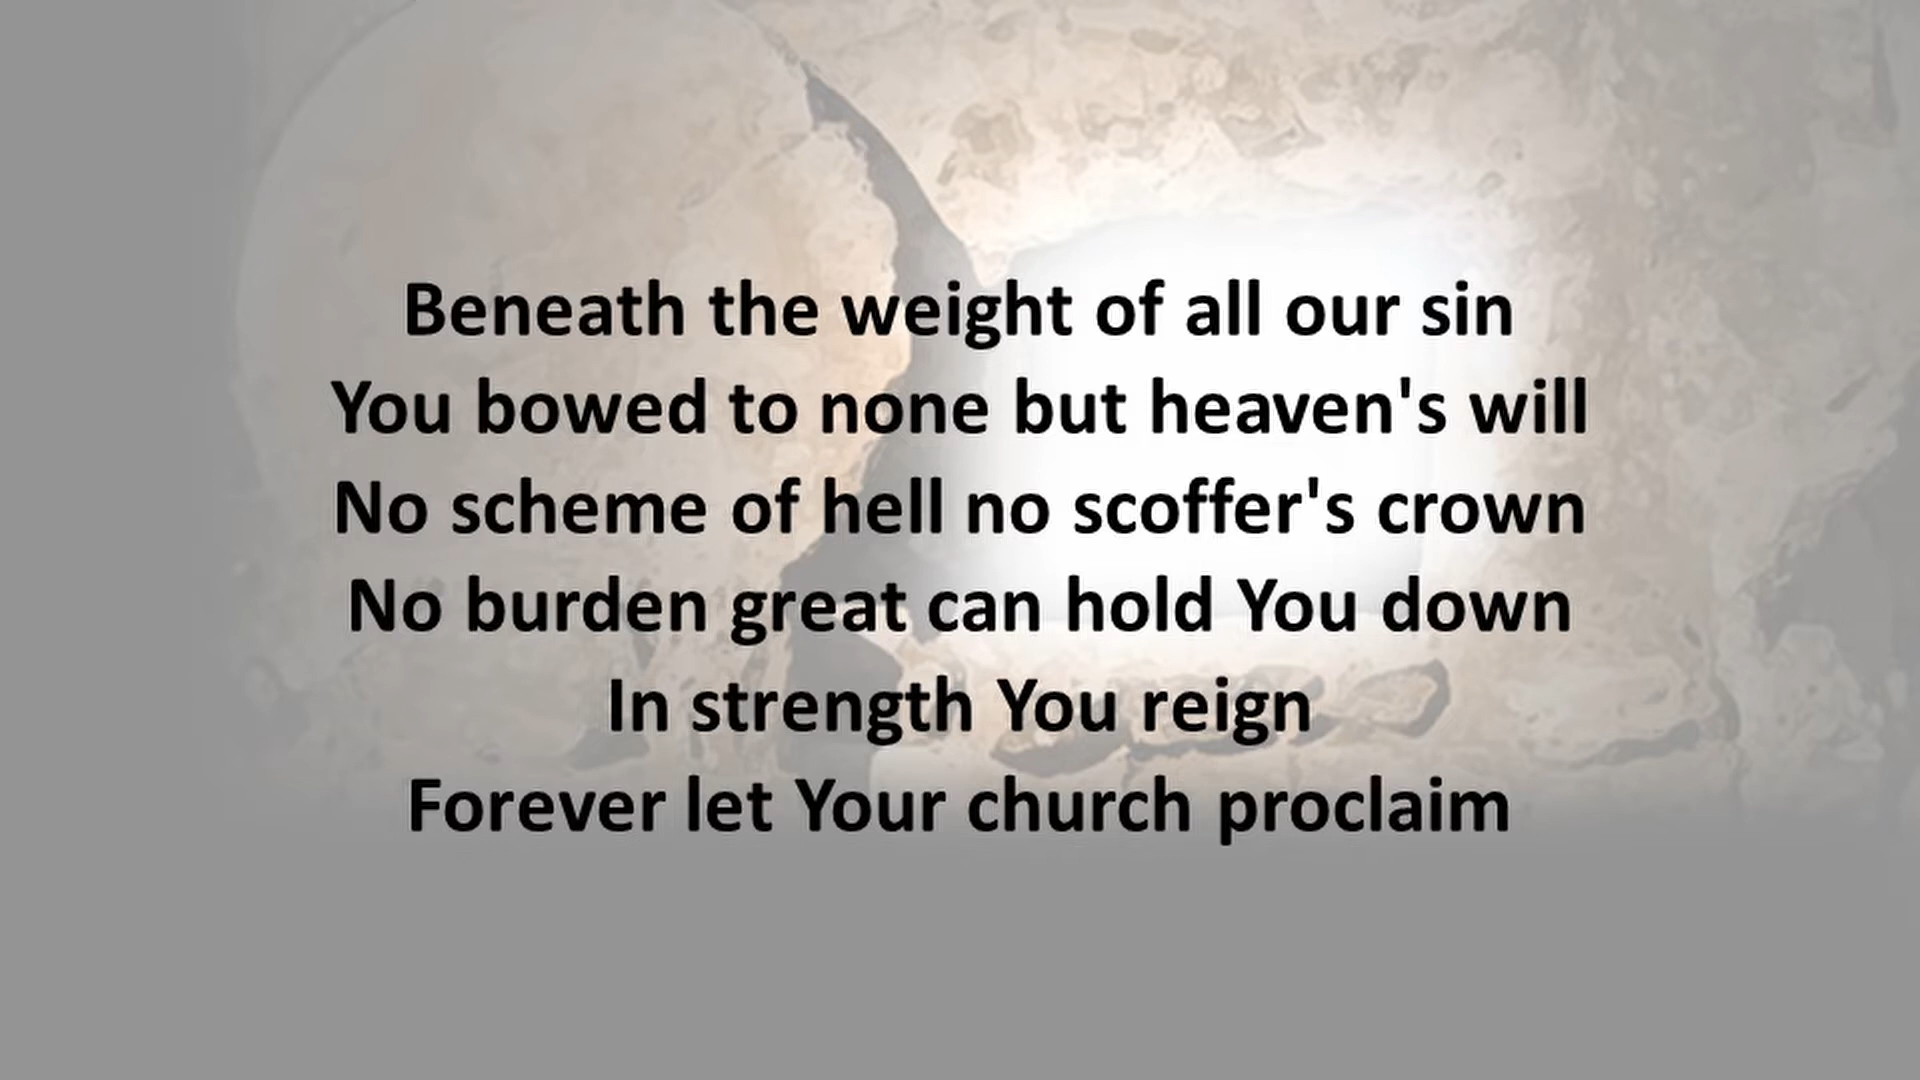 Beneath the weight of all our sin
You bowed to none but heaven's will
No scheme of hell no scoffer's crown
No burden great can hold You down
In strength You reign
Forever let Your church proclaim